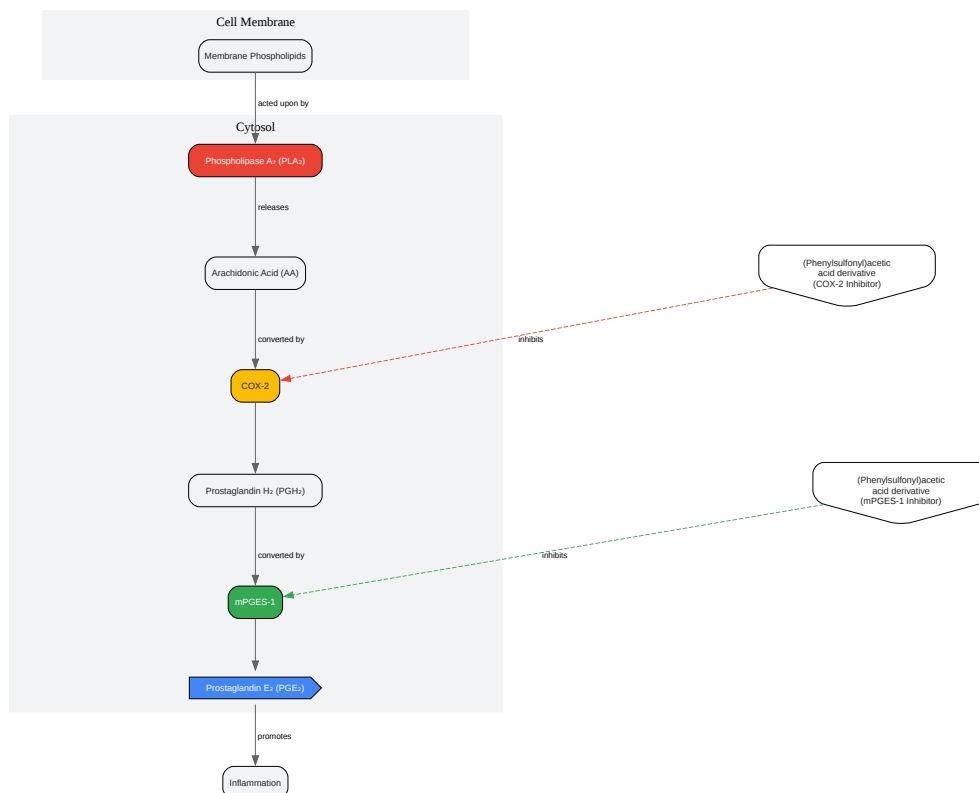 Cell Membrane
Membrane Phospholipids
acted upon by
Cytosol
Phospholipase A₂ (PLA₂)
releases
Arachidonic Acid (AA)
(Phenylsulfonyl)acetic
acid derivative
(COX-2 Inhibitor)
converted by
inhibits
COX-2
Prostaglandin H₂ (PGH₂)
(Phenylsulfonyl)acetic
acid derivative
(mPGES-1 Inhibitor)
converted by
inhibits
mPGES-1
Prostaglandin E₂ (PGE₂)
promotes
Inflammation